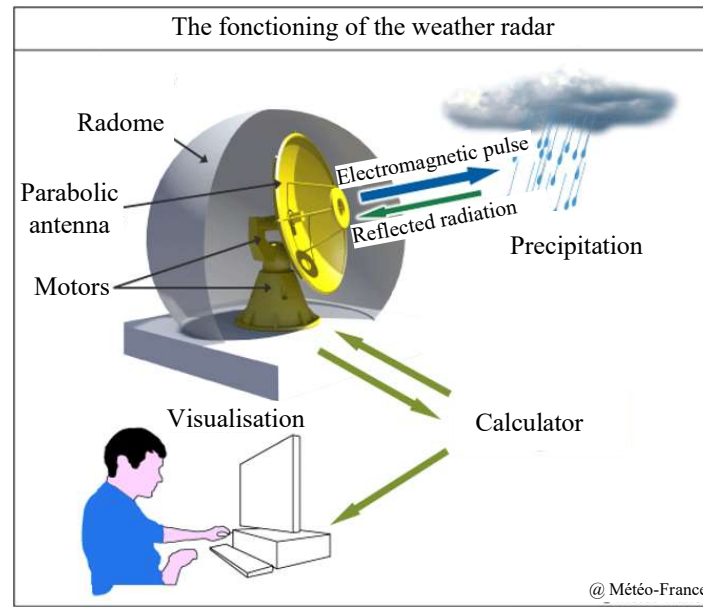 The fonctioning of the weather radar
Radome
Electromagnetic pulse
Parabolic
antenna
Reflected radiation
Precipitation
Motors
Visualisation
Calculator
@ Météo-France